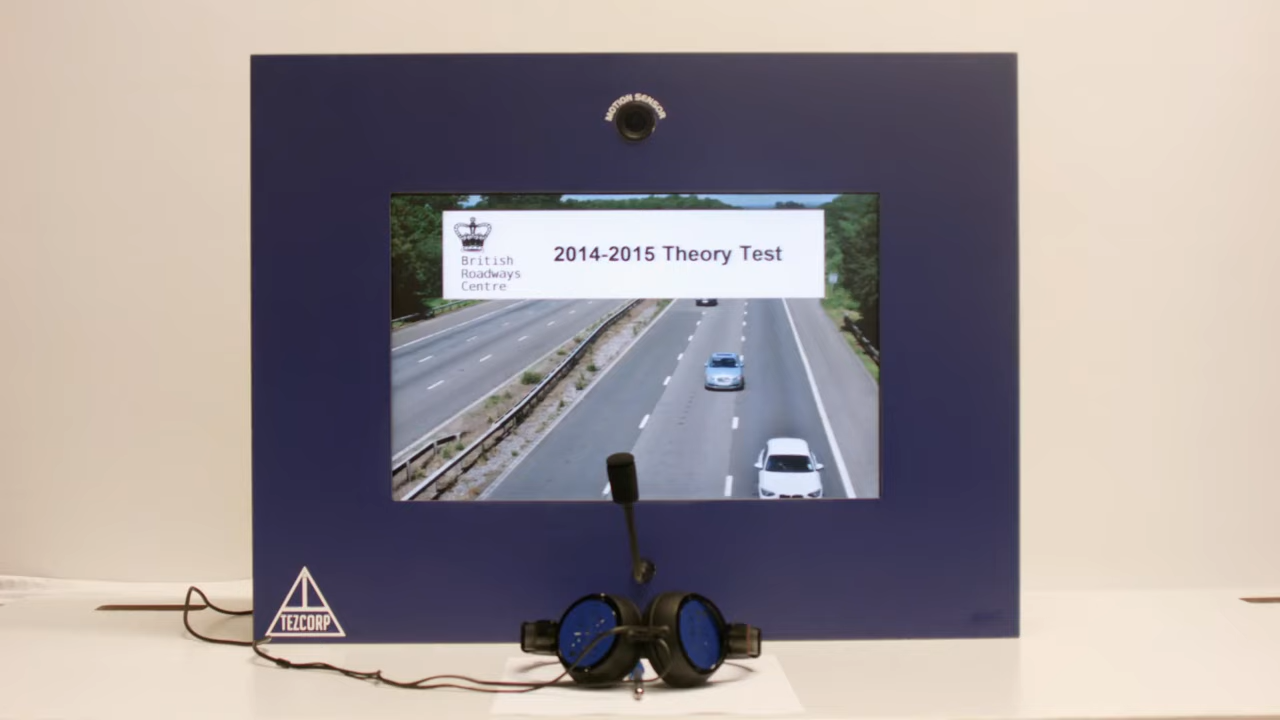 MOTION SENSOR
2014-2015 Theory Test
British
Roadways
Centre
TEZCORP